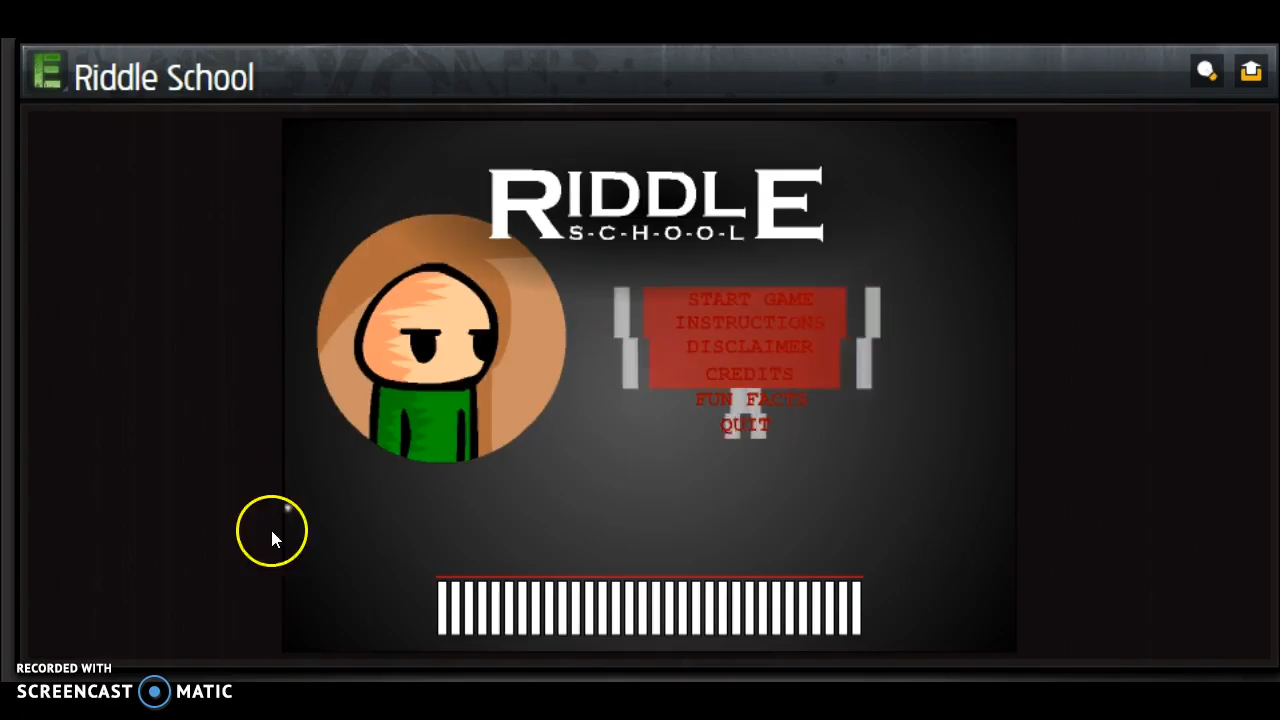 E Riddle School
RIDDLE
S-C-H-O-O-L
START GAME
INSTRUCTIONS
DISCLAIMER
CREDITS
FUN FACTS
QUIT
RECORDED WITH
SCREENCAST MATIC